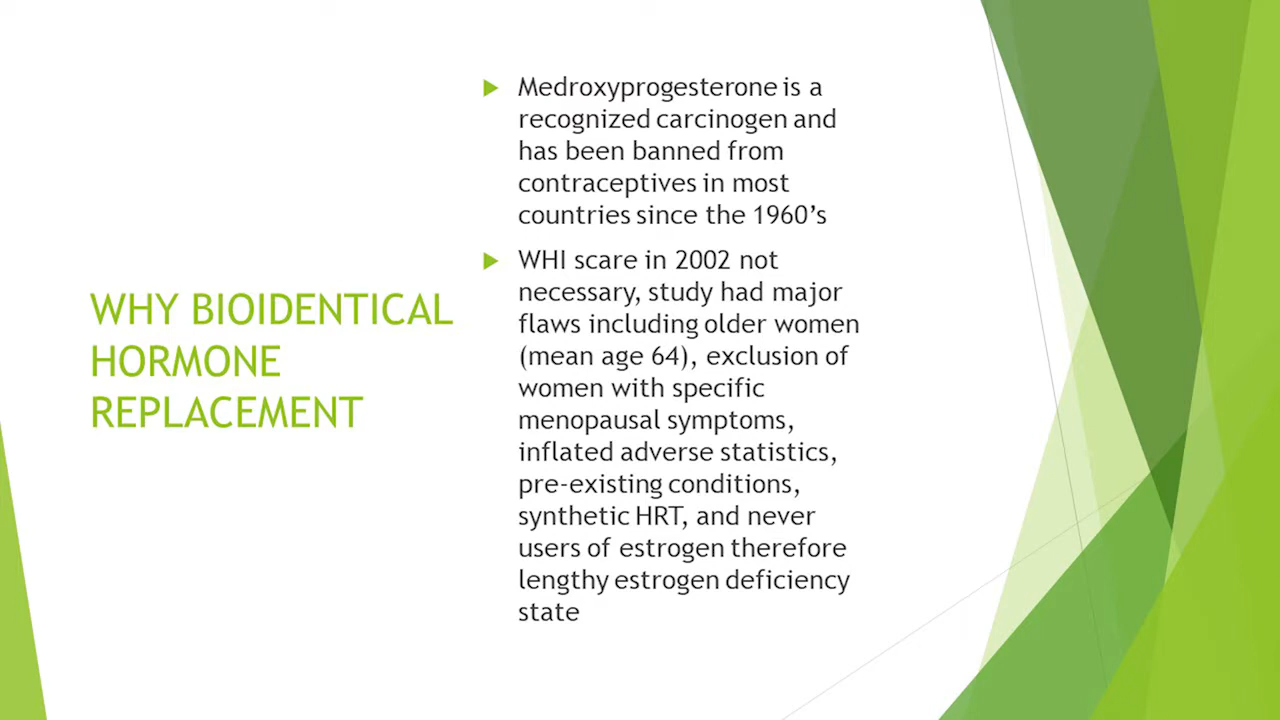 WHY BIOIDENTICAL
HORMONE
REPLACEMENT
Medroxyprogesterone is a
recognized carcinogen and
has been banned from
contraceptives in most
countries since the 1960’s
WHI scare in 2002 not
necessary, study had major
flaws including older women
(mean age 64), exclusion of
women with specific
menopausal symptoms,
inflated adverse statistics,
pre-existing conditions,
synthetic HRT, and never
users of estrogen therefore
lengthy estrogen deficiency
state